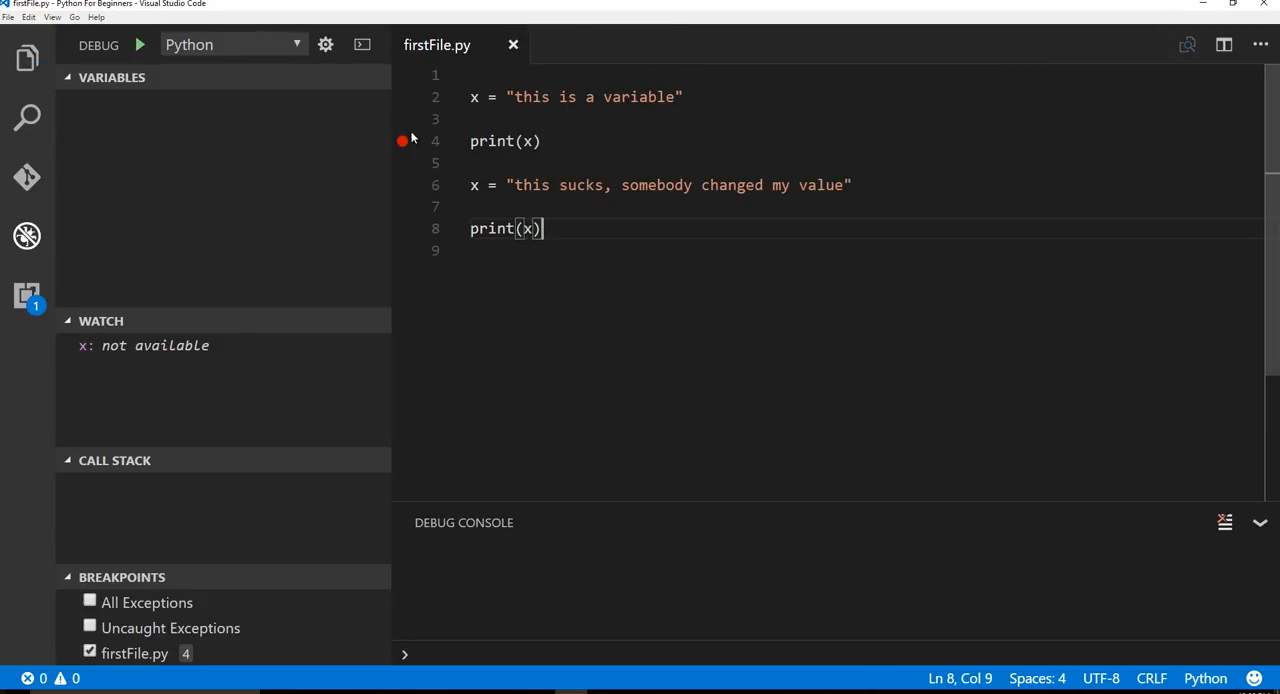 firstFile.py - Python For Beginners - Visual Studio Code
File Edit View Go Help
DEBUG Python
firstFile.py
VARIABLES
1
2 x = "this is a variable"
3
4 print(x)
5
6 x = "this sucks, somebody changed my value"
7
8 print(x)
9
1
WATCH
x: not available
CALL STACK
DEBUG CONSOLE
BREAKPOINTS
All Exceptions
Uncaught Exceptions
firstFile.py 4
0 0
Ln 8, Col 9 Spaces: 4 UTF-8 CRLF Python